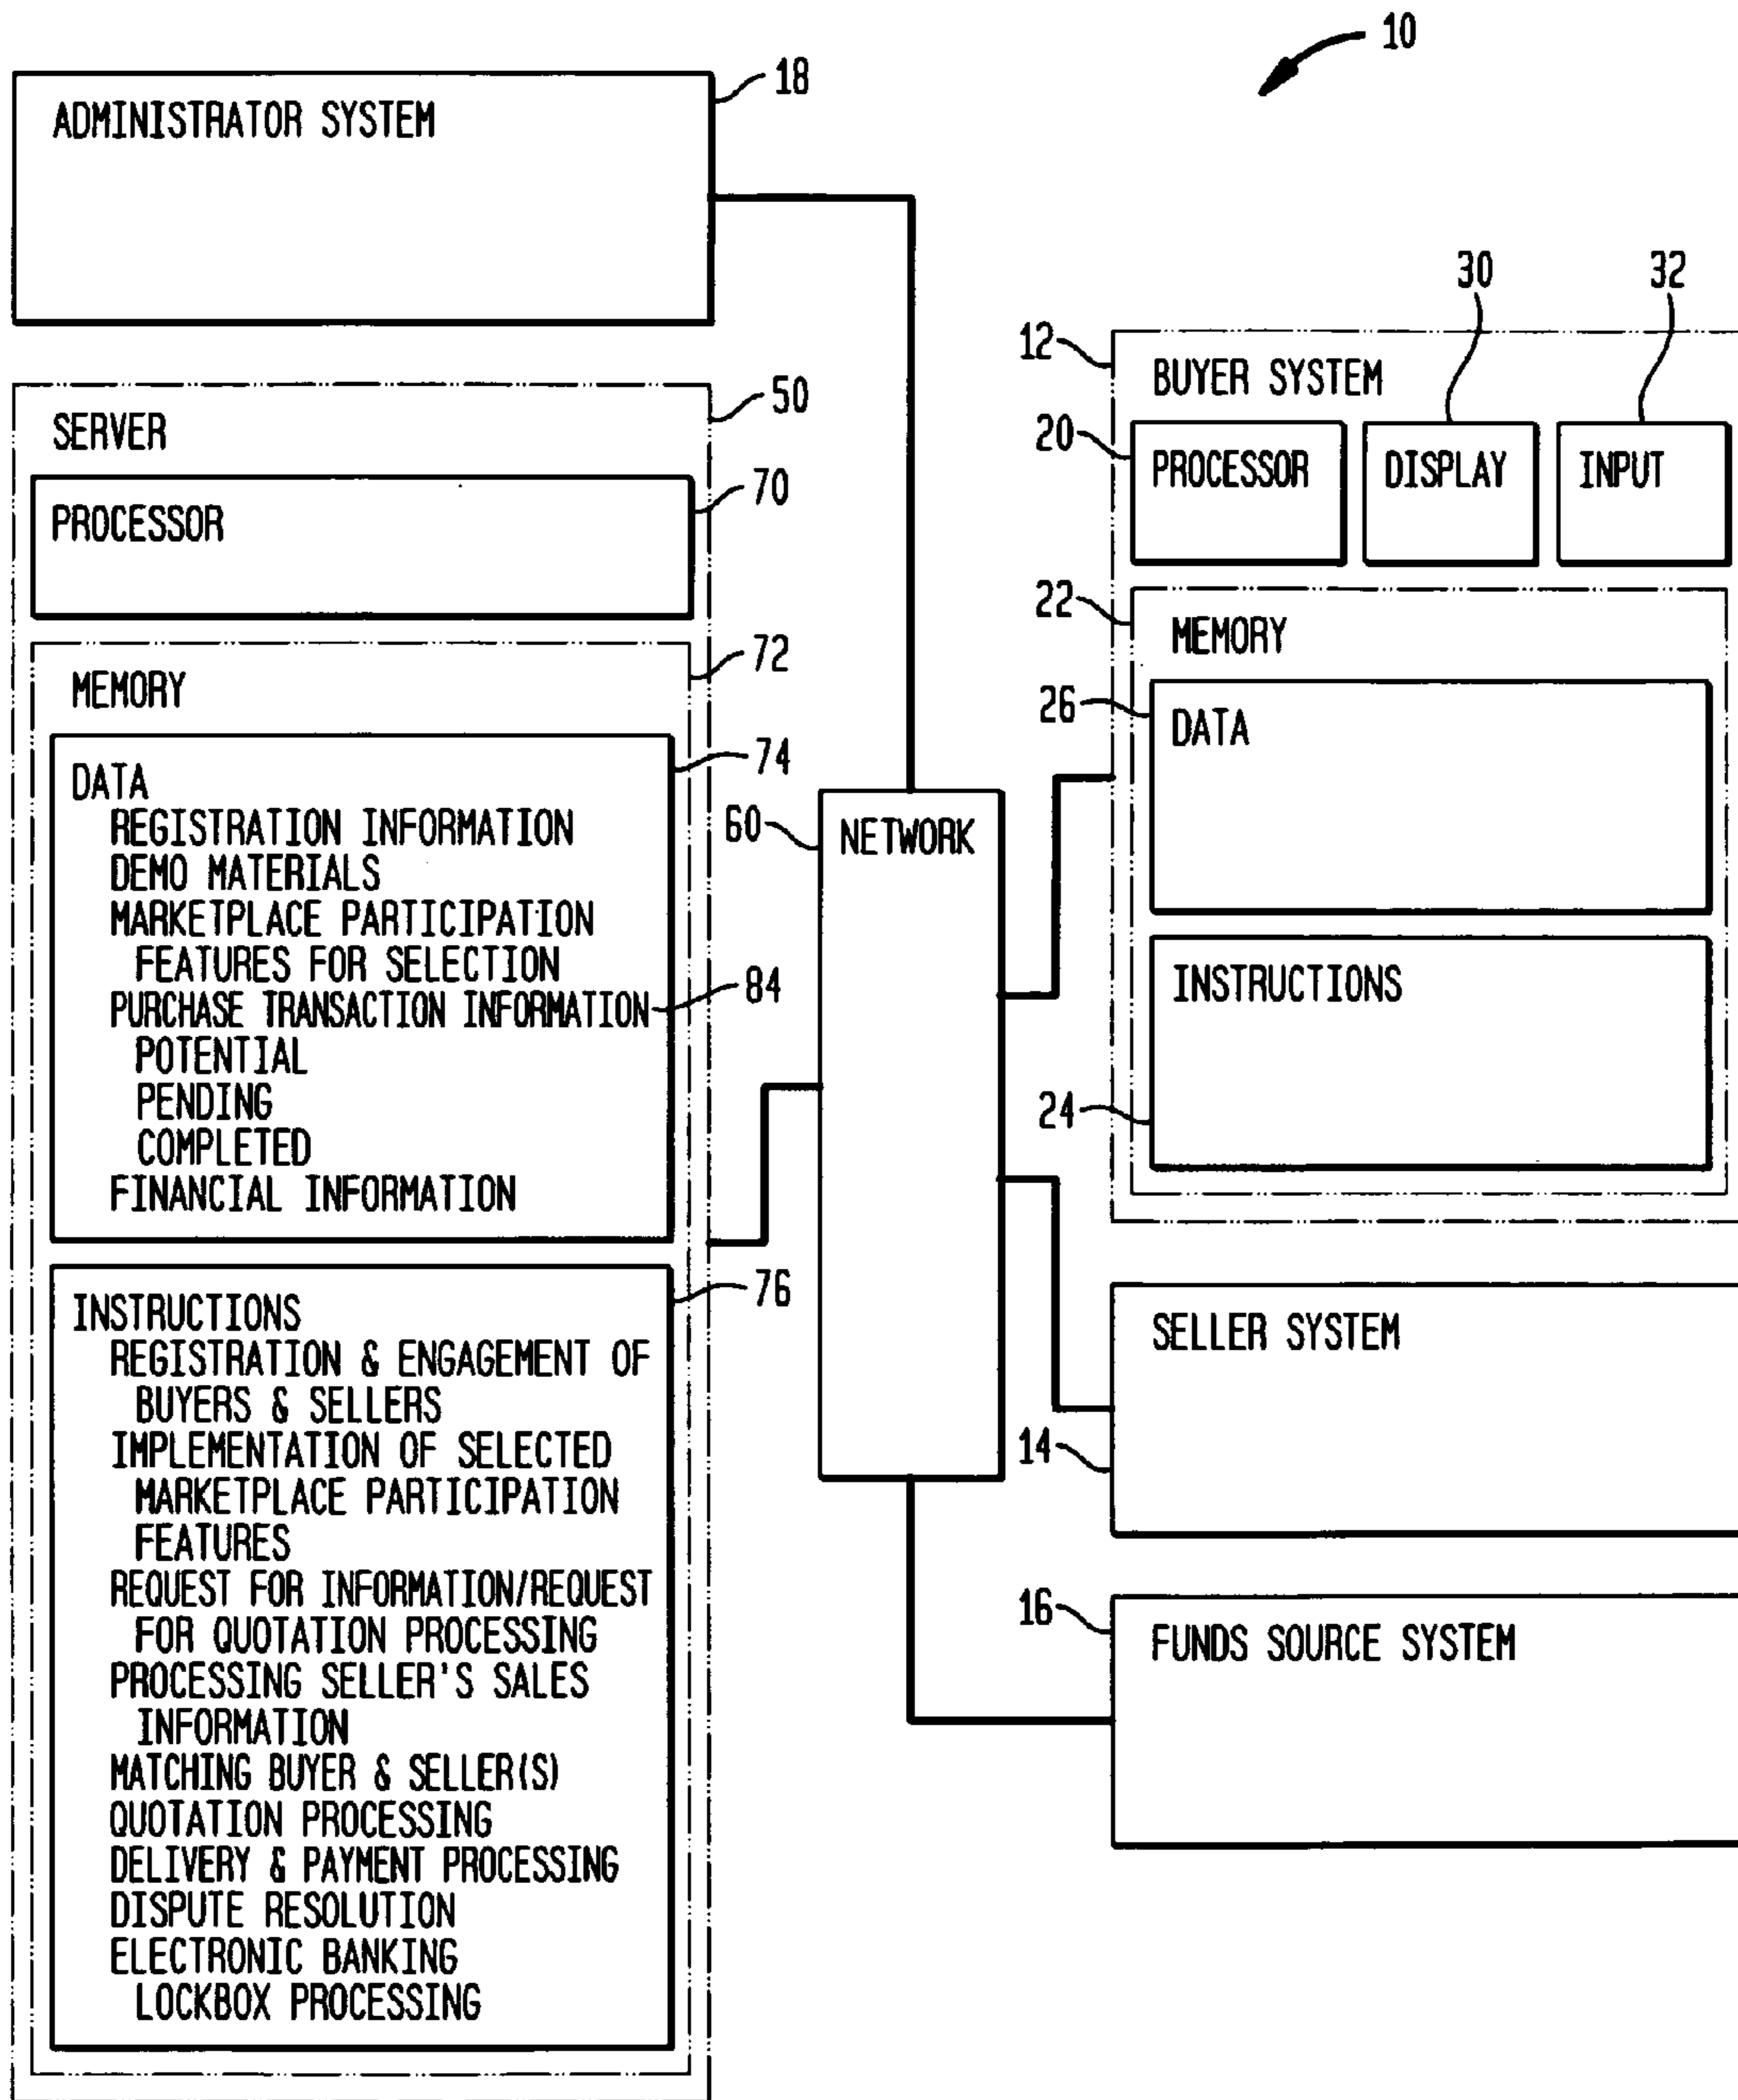 10
18
ADMINISTRATOR SYSTEM
50
SERVER
70
PROCESSOR
72
MEMORY
74
DATA
REGISTRATION INFORMATION
DEMO MATERIALS
MARKETPLACE PARTICIPATION
FEATURES FOR SELECTION
PURCHASE TRANSACTION INFORMATION
84
POTENTIAL
PENDING
COMPLETED
FINANCIAL INFORMATION
76
INSTRUCTIONS
REGISTRATION & ENGAGEMENT OF
BUYERS & SELLERS
IMPLEMENTATION OF SELECTED
MARKETPLACE PARTICIPATION
FEATURES
REQUEST FOR INFORMATION/REQUEST
FOR QUOTATION PROCESSING
PROCESSING SELLER'S SALES
INFORMATION
MATCHING BUYER & SELLER(S)
QUOTATION PROCESSING
DELIVERY & PAYMENT PROCESSING
DISPUTE RESOLUTION
ELECTRONIC BANKING
LOCKBOX PROCESSING
60
NETWORK
30
32
12
BUYER SYSTEM
20
PROCESSOR
DISPLAY
INPUT
22
MEMORY
26
DATA
INSTRUCTIONS
24
SELLER SYSTEM
14
16
FUNDS SOURCE SYSTEM